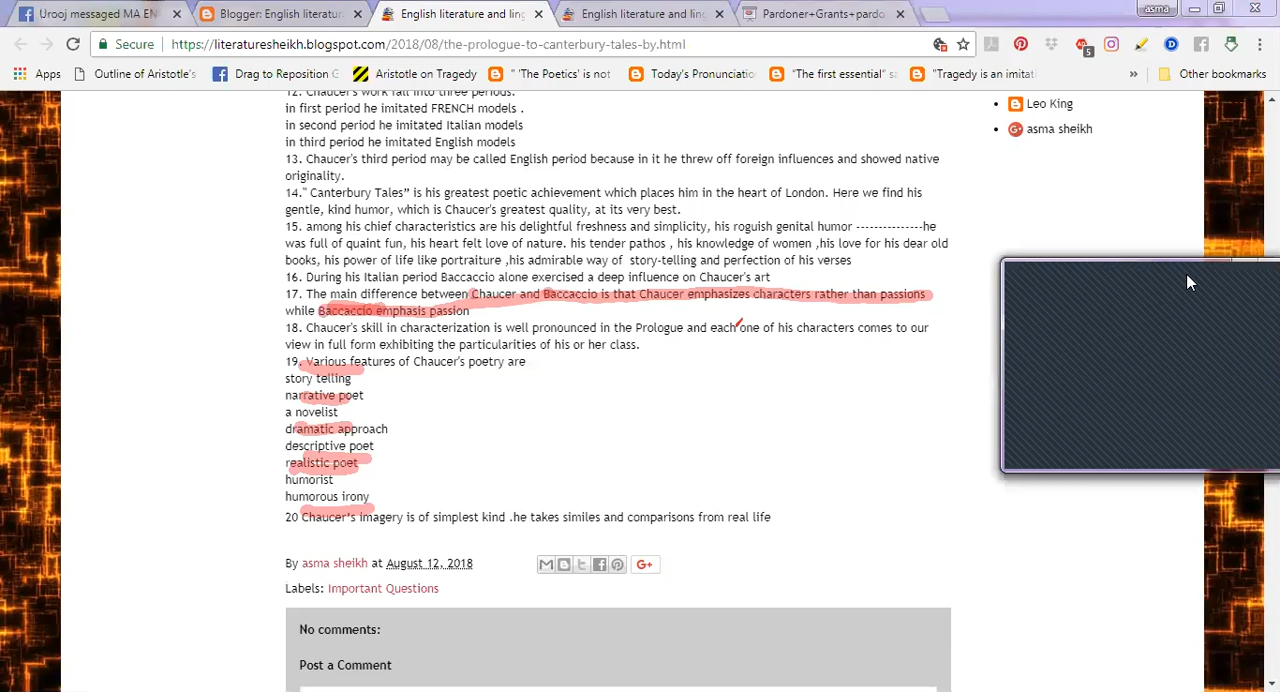 Urooj messaged MA EN
Blogger: English literatur
English literature and ling
English literature and ling
Pardoner+Grants+pardo
asma
Secure
https://literaturesheikh.blogspot.com/2018/08/the-prologue-to-canterbury-tales-by.html
5
Apps
Outline of Aristotle's
Drag to Reposition C
Aristotle on Tragedy
" 'The Poetics' is not
Today's Pronunciatio
"The first essential" s
"Tragedy is an imitati
»
Other bookmarks
12. Chaucer's work fall into three periods.
in first period he imitated FRENCH models .
in second period he imitated Italian models
in third period he imitated English models
13. Chaucer's third period may be called English period because in it he threw off foreign influences and showed native
originality.
14." Canterbury Tales” is his greatest poetic achievement which places him in the heart of London. Here we find his
gentle, kind humor, which is Chaucer's greatest quality, at its very best.
15. among his chief characteristics are his delightful freshness and simplicity, his roguish genital humor ---------------he
was full of quaint fun, his heart felt love of nature. his tender pathos , his knowledge of women ,his love for his dear old
books, his power of life like portraiture ,his admirable way of story-telling and perfection of his verses
16. During his Italian period Baccaccio alone exercised a deep influence on Chaucer's art
17. The main difference between Chaucer and Baccaccio is that Chaucer emphasizes characters rather than passions
while Baccaccio emphasis passion
18. Chaucer's skill in characterization is well pronounced in the Prologue and each one of his characters comes to our
view in full form exhibiting the particularities of his or her class.
19. Various features of Chaucer's poetry are
story telling
narrative poet
a novelist
dramatic approach
descriptive poet
realistic poet
humorist
humorous irony
20 Chaucer's imagery is of simplest kind .he takes similes and comparisons from real life
By asma sheikh at August 12, 2018
G+
Labels: Important Questions
No comments:
Post a Comment
Leo King
asma sheikh